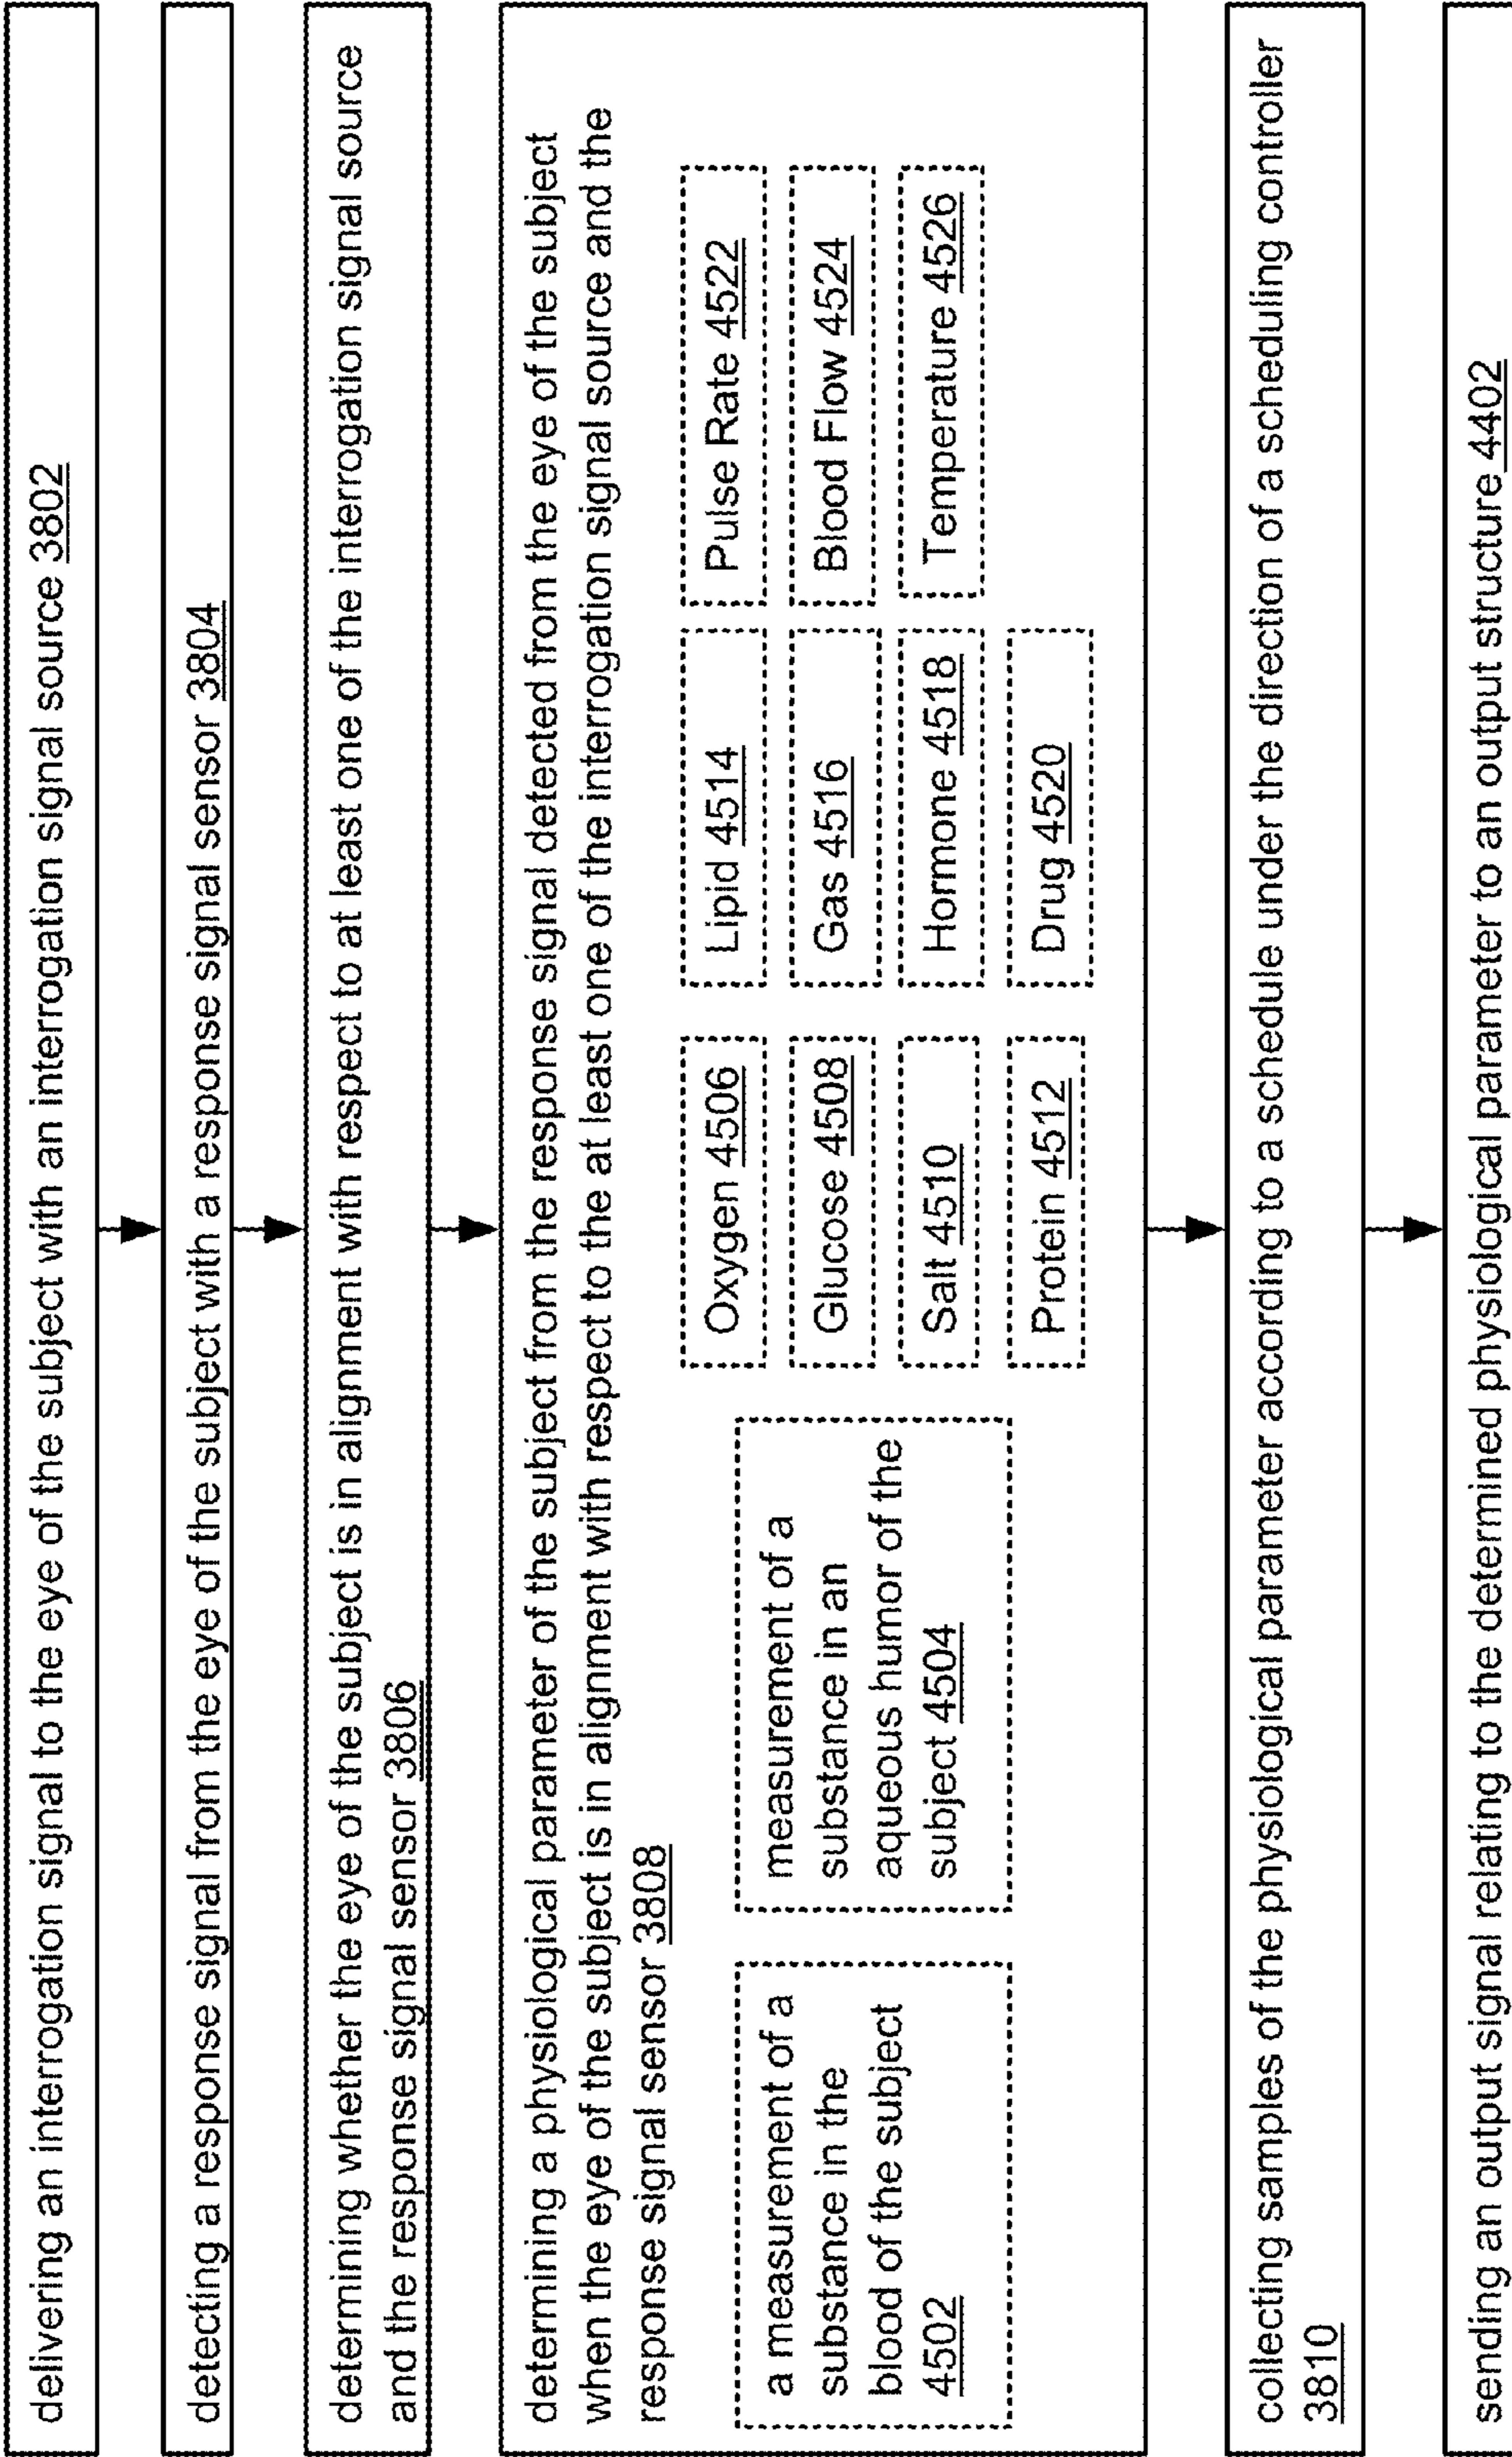 delivering an interrogation signal to the eye of the subject with an interrogation signal source 3802
detecting a response signal from the eye of the subject with a response signal sensor 3804
determining whether the eye of the subject is in alignment with respect to at least one of the interrogation signal source
and the response signal sensor 3806
determining a physiological parameter of the subject from the response signal detected from the eye of the subject
when the eye of the subject is in alignment with respect to the at least one of the interrogation signal source and the
response signal sensor 3808
a measurement of a
substance in the
blood of the subject
4502
measurement of a
substance in an
aqueous humor of the
subject 4504
Oxygen 4506
Glucose 4508
Salt 4510
Protein 4512
Lipid 4514
Gas 4516
Hormone 4518
Drug 4520
Pulse Rate 4522
Blood Flow 4524
Temperature 4526
collecting samples of the physiological parameter according to a schedule under the direction of a scheduling controller
3810
sending an output signal relating to the determined physiological parameter to an output structure 4402